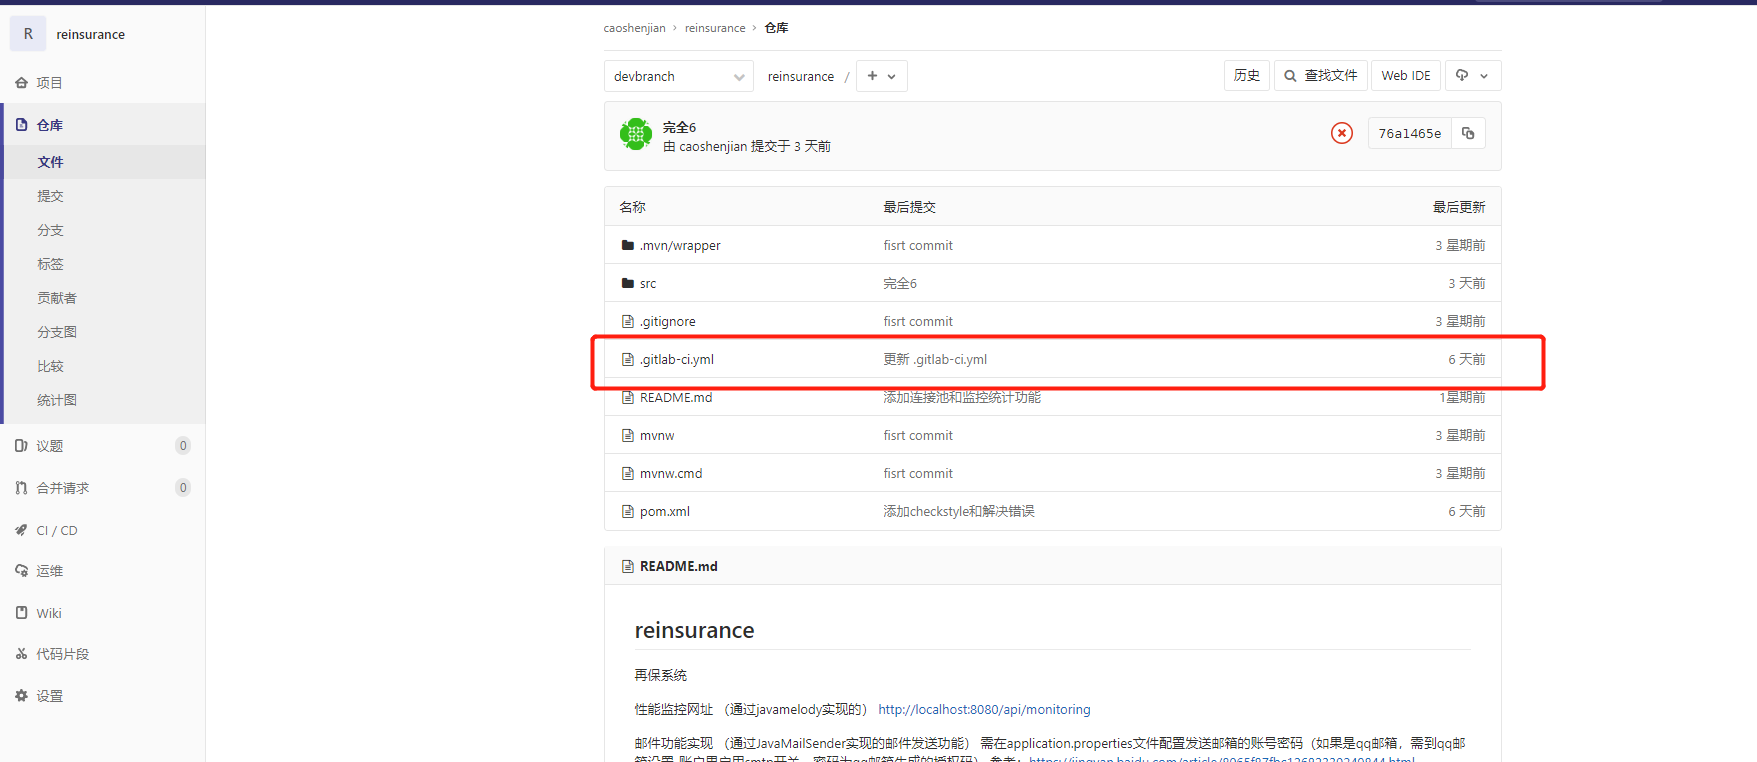 R reinsurance
项目
仓库
文件
提交
分支
标签
贡献者
分支图
比较
统计图
议题 0
合并请求 0
CI / CD
运维
Wiki
代码片段
设置
caoshenjian › reinsurance › 仓库
devbranch reinsurance / + 历史 查找文件 Web IDE
完全6
由 caoshenjian 提交于 3 天前 76a1465e
名称 最后提交 最后更新
.mvn/wrapper fisrt commit 3 星期前
src 完全6 3 天前
.gitignore fisrt commit 3 星期前
.gitlab-ci.yml 更新 .gitlab-ci.yml 6 天前
README.md 添加连接池和监控统计功能 1星期前
mvnw fisrt commit 3 星期前
mvnw.cmd fisrt commit 3 星期前
pom.xml 添加checkstyle和解决错误 6 天前
README.md
reinsurance
再保系统
性能监控网址 （通过javamelody实现的） http://localhost:8080/api/monitoring
邮件功能实现 （通过JavaMailSender实现的邮件发送功能） 需在application.properties文件配置发送邮箱的账号密码（如果是qq邮箱，需到qq邮